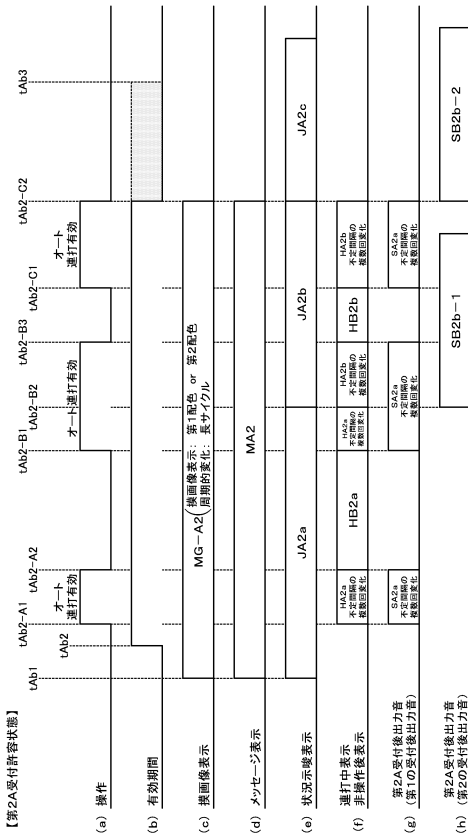 【第2A受付許容状態】
tAb1
tAb2
tAb2-A1
tAb2-A2
tAb2-B1
tAb2-B2
tAb2-B3
tAb2-C1
tAb2-C2
tAb3
(a) 操作
オート
連打有効
オート連打有効
オート
連打有効
(b) 有効期間
(c) 摸画像表示
MG-A2(摸画像表示: 第1配色 or 第2配色
周期的変化: 長サイクル
(d) メッセージ表示
MA2
(e) 状況示唆表示
JA2a
JA2b
JA2c
(f) 連打中表示
非操作後表示
HA2a
不定間隔の
複数回変化
HB2a
HA2a
不定間隔の
複数回変化
HA2b
不定間隔の
複数回変化
HB2b
HA2b
不定間隔の
複数回変化
(g) 第2A受付後出力音
(第1の受付後出力音)
SA2a
不定間隔の
複数回変化
SA2a
不定間隔の
複数回変化
SA2a
不定間隔の
複数回変化
(h) 第2A受付後出力音
(第2の受付後出力音)
SB2b-1
SB2b-2